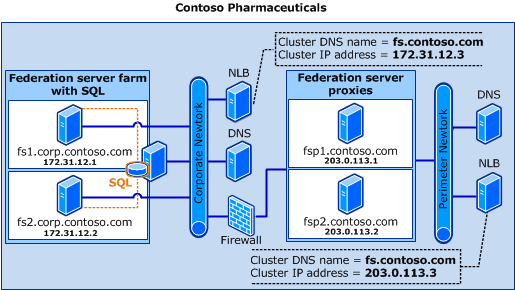 Contoso Pharmaceuticals
Cluster DNS name = fs.contoso.com
Cluster IP address = 172.31.12.3
Federation server farm
with SQL
fs1.corp.contoso.com
172.31.12.1
SQL
fs2.corp.contoso.com
172.31.12.2
Corporate Newtork
NLB
DNS
Firewall
Federation server
proxies
fsp1.contoso.com
203.0.113.1
fsp2.contoso.com
203.0.113.2
Perimeter Newtork
DNS
NLB
Cluster DNS name = fs.contoso.com
Cluster IP address = 203.0.113.3